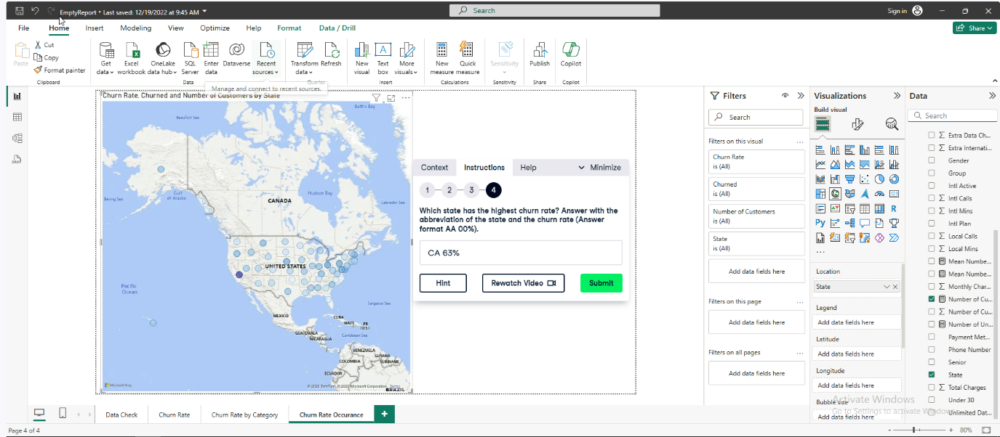 EmptyReport • Last saved: 12/19/2022 at 9:45 AM
Search
Sign in
File
Home
Insert
Modeling
View
Optimize
Help
Format
Data / Drill
Share
Paste
Cut
Copy
Format painter
Clipboard
Get
data
Excel
workbook
OneLake
data hub
SQL
Server
Enter
data
Dataverse
Recent
sources
Data
Transform
data
Refresh
Queries
New
visual
Text
box
More
visuals
Insert
New
measure
Quick
measure
Calculations
Sensitivity
Sensitivity
Publish
Share
Copilot
Copilot
Manage and connect to recent sources.
Churn Rate, Churned and Number of Customers by State
Beaufort Sea
Baffin Bay
Bering Sea
Gulf
of Alaska
Hudson Bay
Labrador Sea
CANADA
UNITED STATES
Pacific
Ocean
Sargasso Sea
MEXICO
CUBA
HAITI
PR
(U.S.)
GUATEMALA
Caribbean Sea
NICARAGUA
VENEZUELA
GUYANA
COLOMBIA
SURINAME
ECUADOR
BRAZIL
Microsoft Bing
Context
Instructions
Help
Minimize
1
2
3
4
Which state has the highest churn rate? Answer with the
abbreviation of the state and the churn rate (Answer
format AA 00%).
CA 63%
Hint
Rewatch Video
Submit
Filters
Search
Filters on this visual
Churn Rate
is (All)
Churned
is (All)
Number of Customers
is (All)
State
is (All)
Add data fields here
Filters on this page
Add data fields here
Filters on all pages
Add data fields here
Visualizations
Build visual
R
Py
Location
State
Legend
Add data fields here
Latitude
Add data fields here
Longitude
Add data fields here
Bubble size
Add data fields here
Data
Search
Extra Data Ch...
Extra Internati...
Gender
Group
Intl Active
Intl Calls
Intl Mins
Intl Plan
Local Calls
Local Mins
Mean Numbe...
Mean Numbe...
Monthly Char...
Number of Cu...
Number of Cu...
Number of Un...
Payment Met...
Phone Number
Senior
State
Total Charges
Under 30
Unlimited Dat...
Activate Windows
Go to Settings to activate Windows.
Data Check
Churn Rate
Churn Rate by Category
Churn Rate Occurance
Page 4 of 4
80%